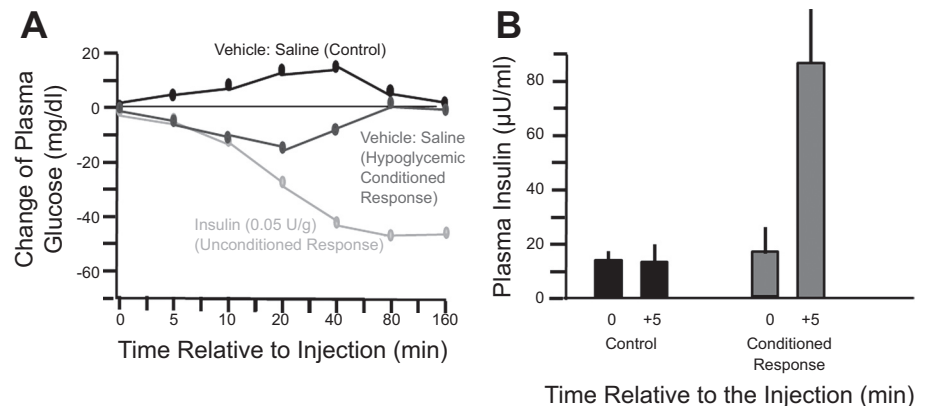 A
Vehicle: Saline (Control)
Change of Plasma
Glucose (mg/dl)
20
0
-20
-40
-60
Vehicle: Saline
(Hypoglycemic
Conditioned
Response)
Insulin (0.05 U/g)
(Unconditioned Response)
0 5 10 20 40 80 160
Time Relative to Injection (min)
B
Plasma Insulin (µU/ml)
80
60
40
20
0
0 +5 0 +5
Control Conditioned
Response
Time Relative to the Injection (min)